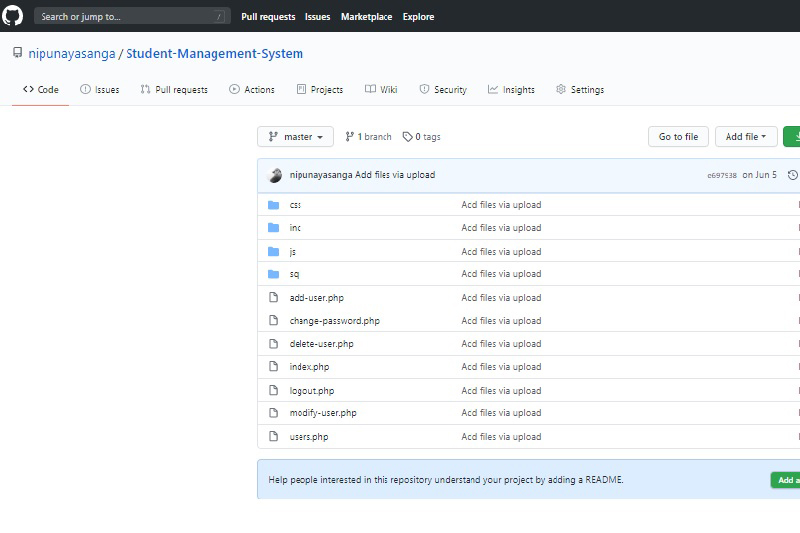 Search or jump to... /
Pull requests Issues Marketplace Explore
nipunayasanga / Student-Management-System
Code Issues Pull requests Actions Projects Wiki Security Insights Settings
master 1 branch 0 tags Go to file Add file
nipunayasanga Add files via upload c697538 on Jun 5
css Add files via upload
inc Add files via upload
js Add files via upload
sq Add files via upload
add-user.php Add files via upload
change-password.php Add files via upload
delete-user.php Add files via upload
index.php Add files via upload
logout.php Add files via upload
modify-user.php Add files via upload
users.php Add files via upload
Help people interested in this repository understand your project by adding a README. Add a